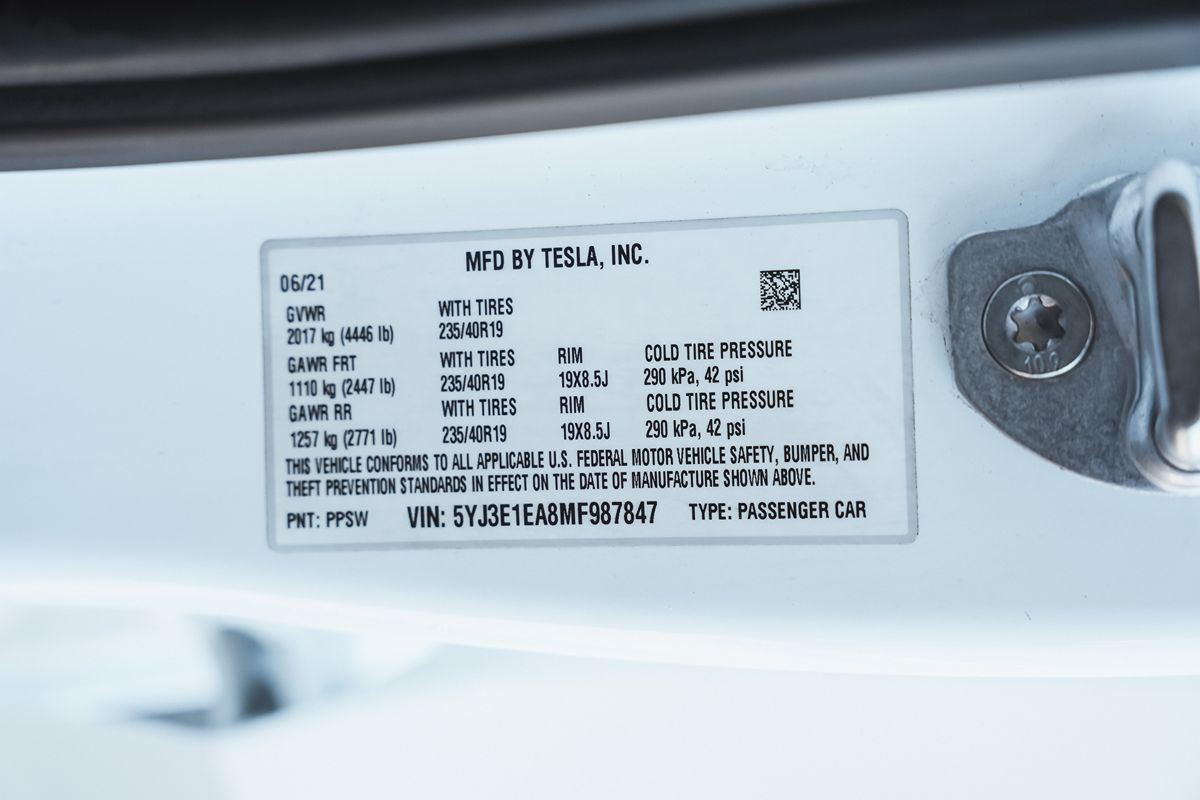 MFD BY TESLA, INC.
06/21
GVWR WITH TIRES
2017 kg (4446 lb) 235/40R19
GAWR FRT WITH TIRES RIM COLD TIRE PRESSURE
1110 kg (2447 lb) 235/40R19 19X8.5J 290 kPa, 42 psi
GAWR RR WITH TIRES RIM COLD TIRE PRESSURE
1257 kg (2771 lb) 235/40R19 19X8.5J 290 kPa, 42 psi
THIS VEHICLE CONFORMS TO ALL APPLICABLE U.S. FEDERAL MOTOR VEHICLE SAFETY, BUMPER, AND
THEFT PREVENTION STANDARDS IN EFFECT ON THE DATE OF MANUFACTURE SHOWN ABOVE.
PNT: PPSW VIN: 5YJ3E1EA8MF987847 TYPE: PASSENGER CAR